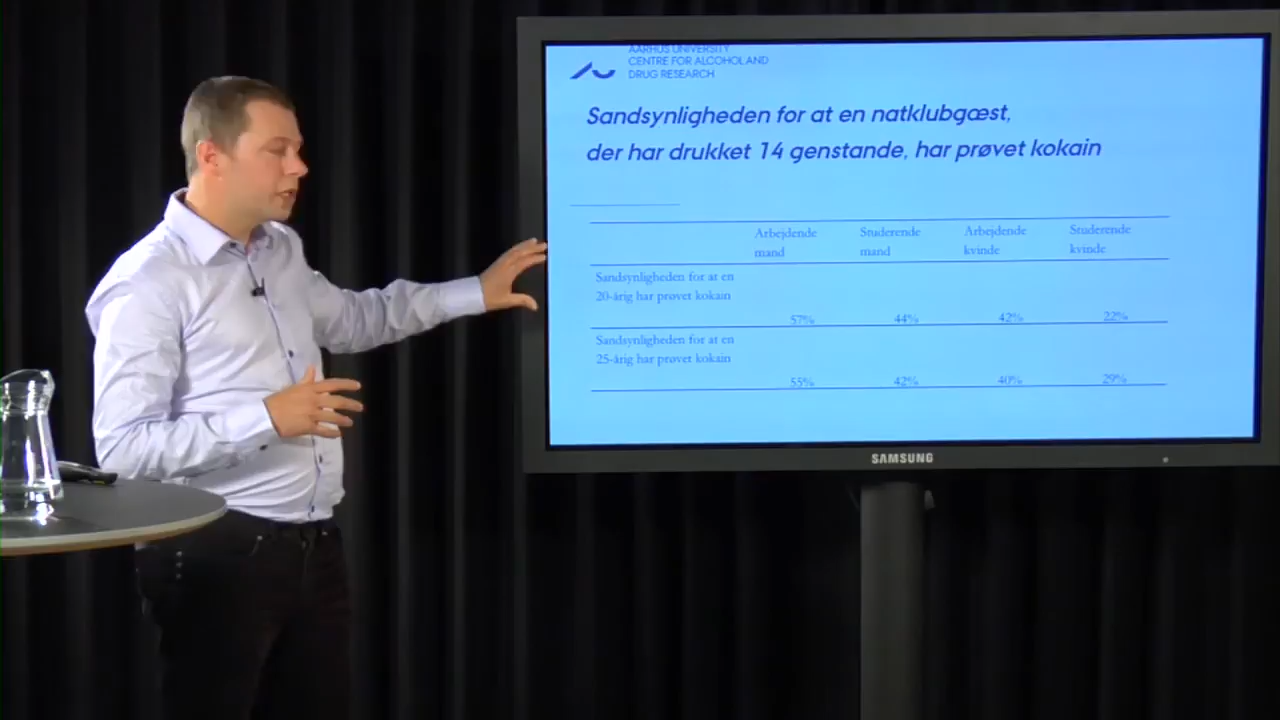 AARHUS UNIVERSITY
CENTRE FOR ALCOHOL AND
DRUG RESEARCH
Sandsynligheden for at en natklubgæst,
der har drukket 14 genstande, har prøvet kokain
Arbejdende mand
Studerende mand
Arbejdende kvinde
Studerende kvinde
Sandsynligheden for at en
20-årig har prøvet kokain
57% 44% 42% 22%
Sandsynligheden for at en
25-årig har prøvet kokain
55% 42% 40% 29%
SAMSUNG